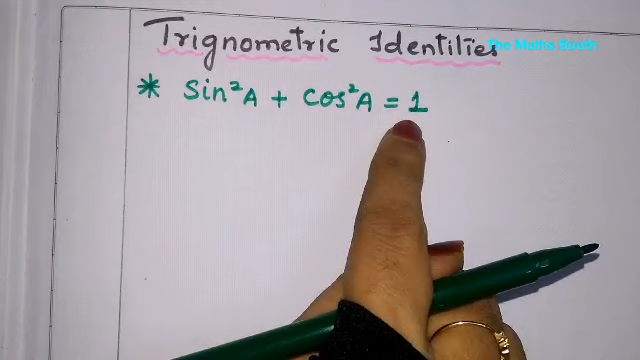 Trignometric Identities
The Maths Booth
* Sin²A + Cos²A = 1